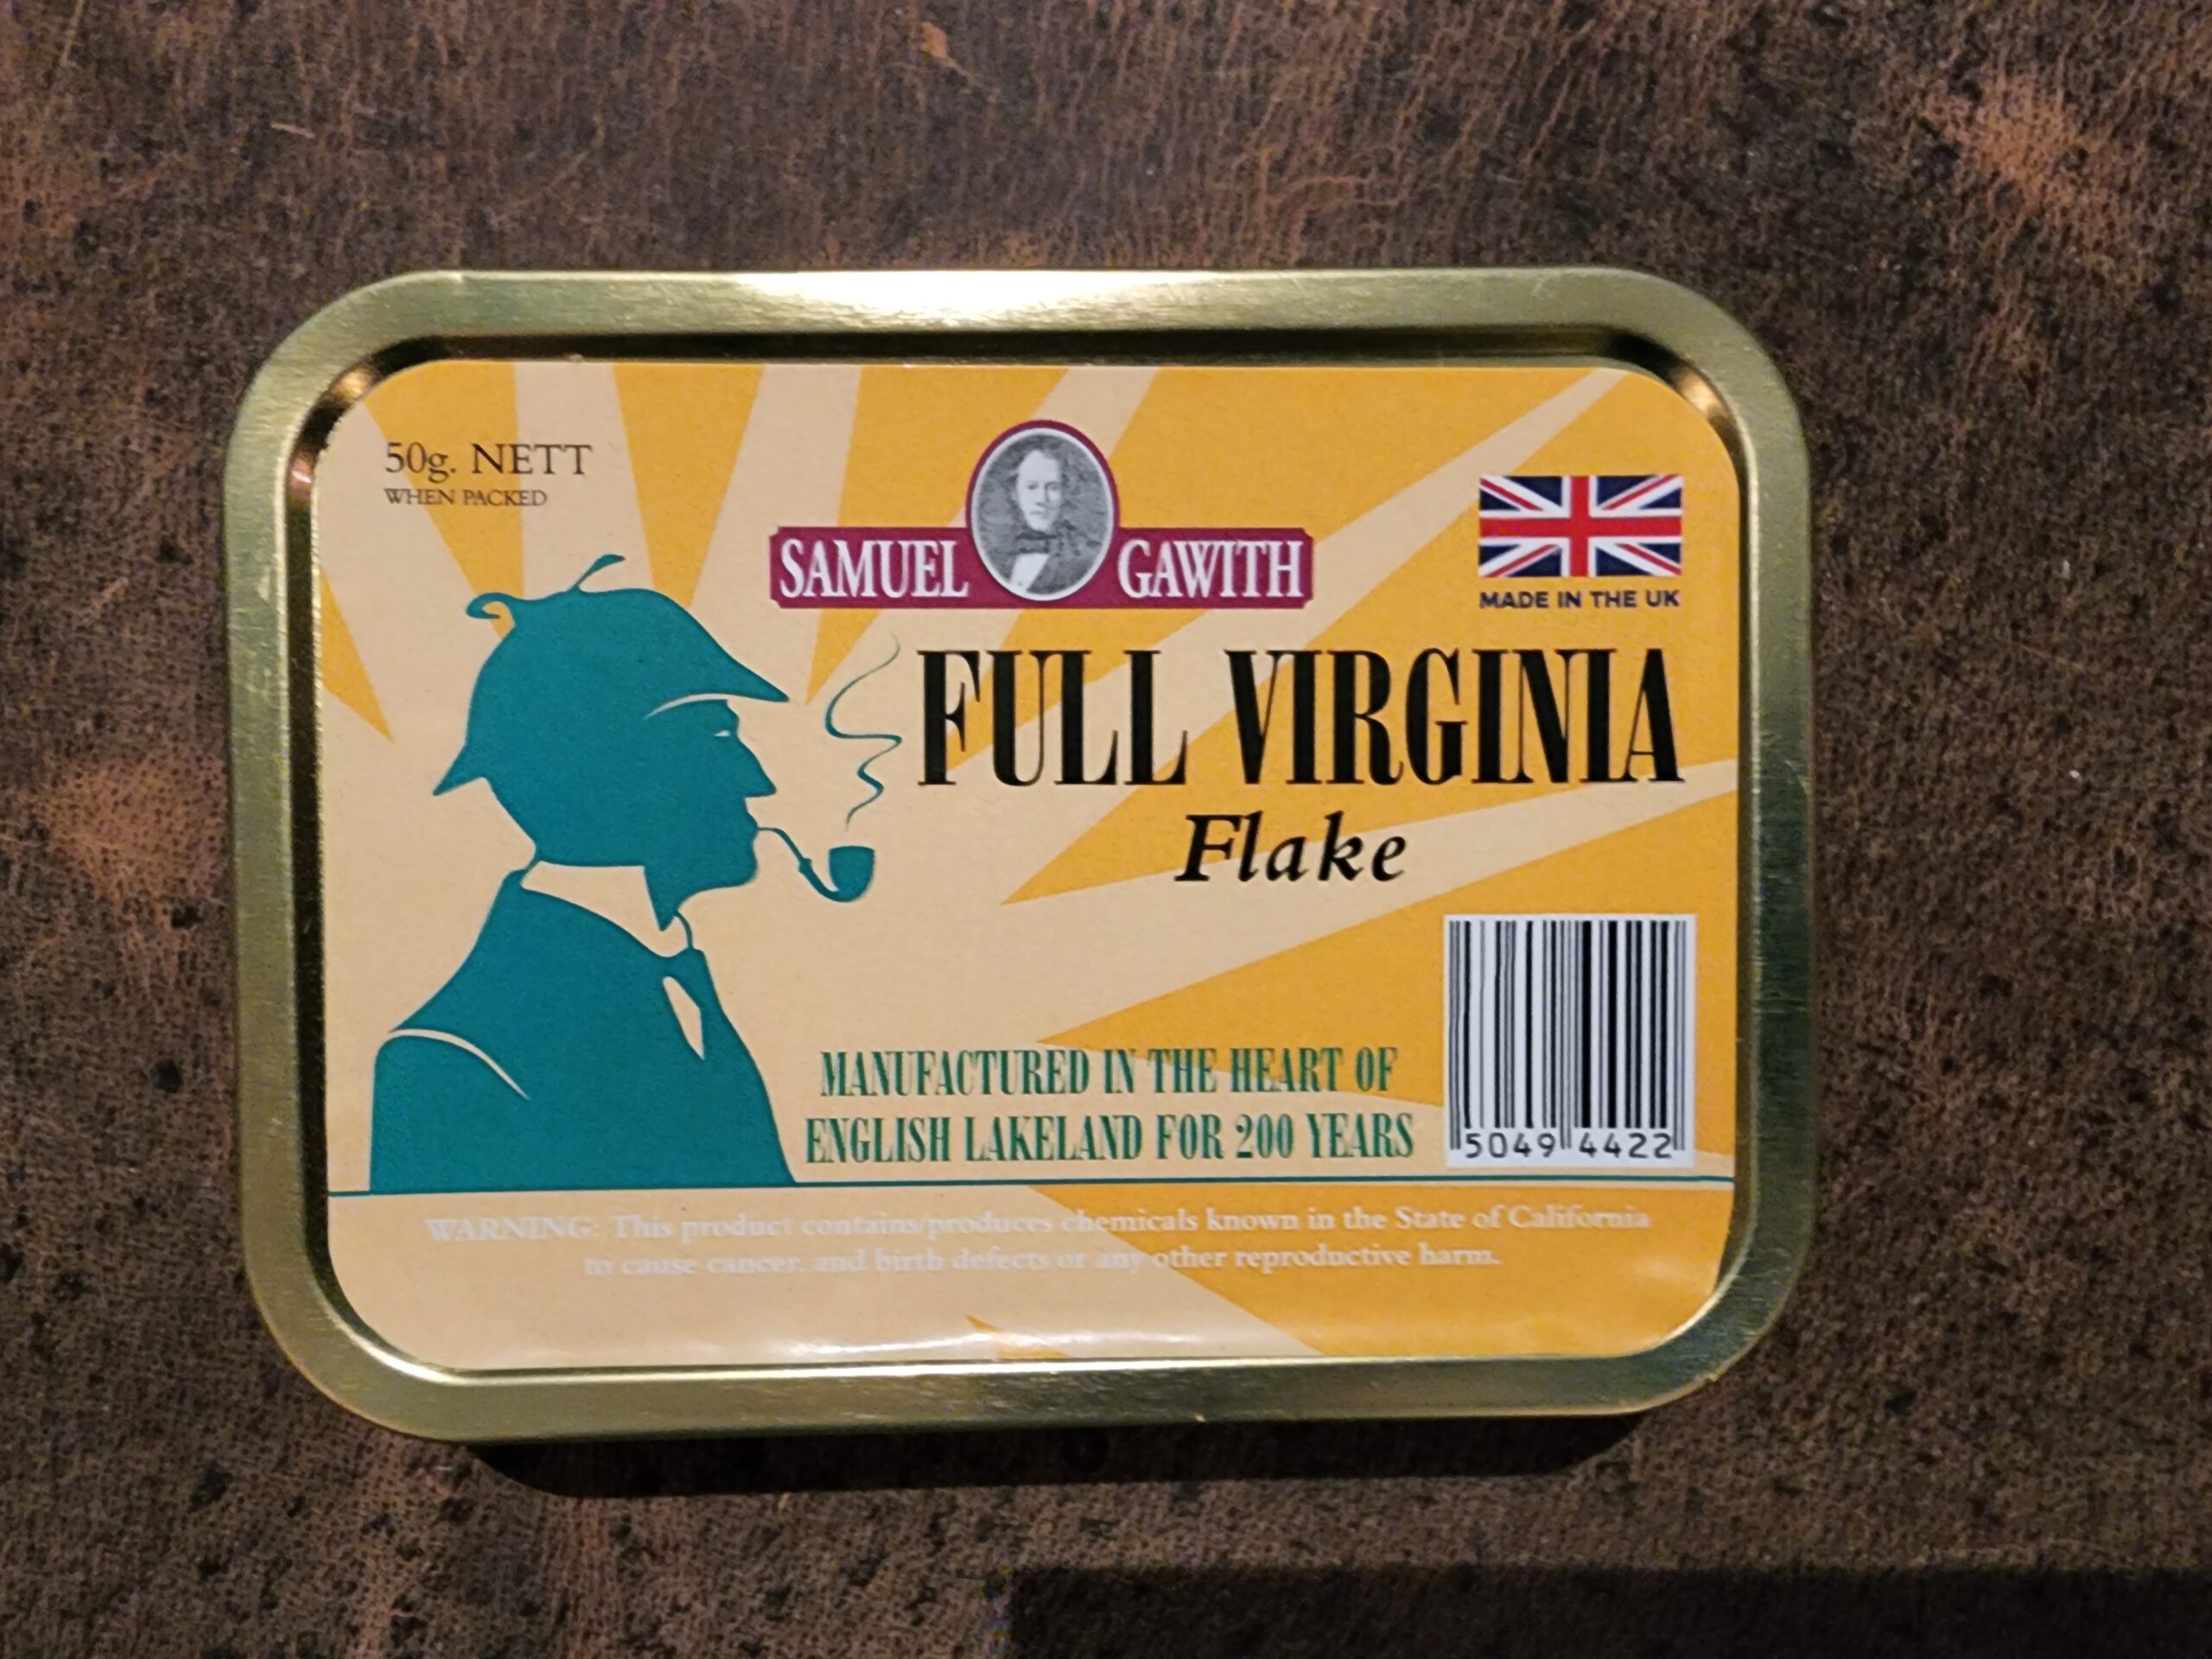 50g. NETT
WHEN PACKED
SAMUEL GAWITH
MADE IN THE UK
FULL VIRGINIA
Flake
MANUFACTURED IN THE HEART OF
ENGLISH LAKELAND FOR 200 YEARS
5049 4422
WARNING: This product contains/produces chemicals known in the State of California
to cause cancer, and birth defects or any other reproductive harm.